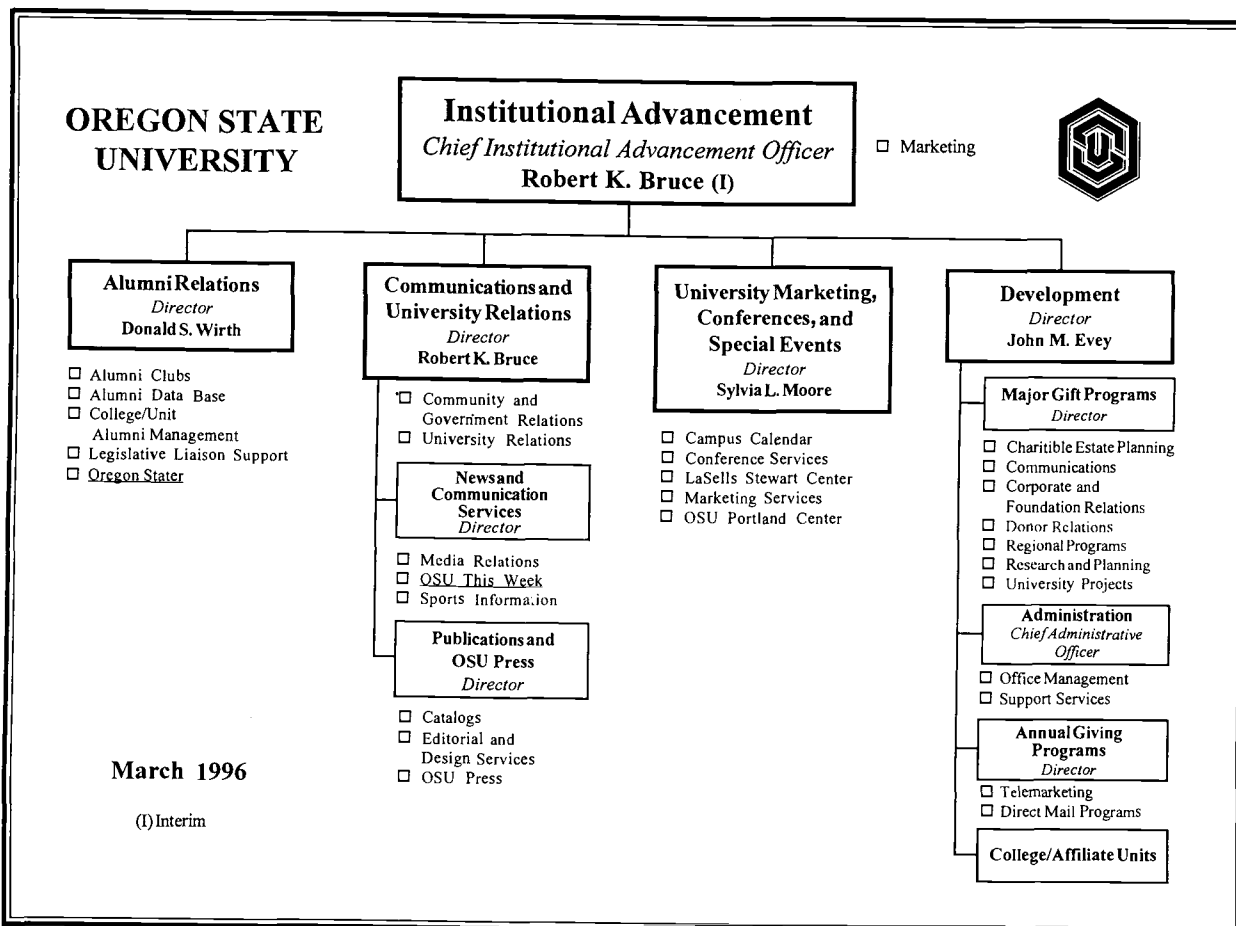 OREGON STATE
UNIVERSITY
Institutional Advancement
Chief Institutional Advancement Officer
Robert K. Bruce (I)
☐ Marketing
Alumni Relations
Director
Donald S. Wirth
☐ Alumni Clubs
☐ Alumni Data Base
☐ College/Unit
Alumni Management
☐ Legislative Liaison Support
☐ Oregon Stater
Communications and
University Relations
Director
Robert K. Bruce
☐ Community and
Government Relations
☐ University Relations
News and
Communication
Services
Director
☐ Media Relations
☐ OSU This Week
☐ Sports Information
Publications and
OSU Press
Director
☐ Catalogs
☐ Editorial and
Design Services
☐ OSU Press
University Marketing,
Conferences, and
Special Events
Director
Sylvia L. Moore
☐ Campus Calendar
☐ Conference Services
☐ LaSells Stewart Center
☐ Marketing Services
☐ OSU Portland Center
Development
Director
John M. Evey
Major Gift Programs
Director
☐ Charitible Estate Planning
☐ Communications
☐ Corporate and
Foundation Relations
☐ Donor Relations
☐ Regional Programs
☐ Research and Planning
☐ University Projects
Administration
Chief Administrative
Officer
☐ Office Management
☐ Support Services
Annual Giving
Programs
Director
☐ Telemarketing
☐ Direct Mail Programs
College/Affiliate Units
March 1996
(I) Interim